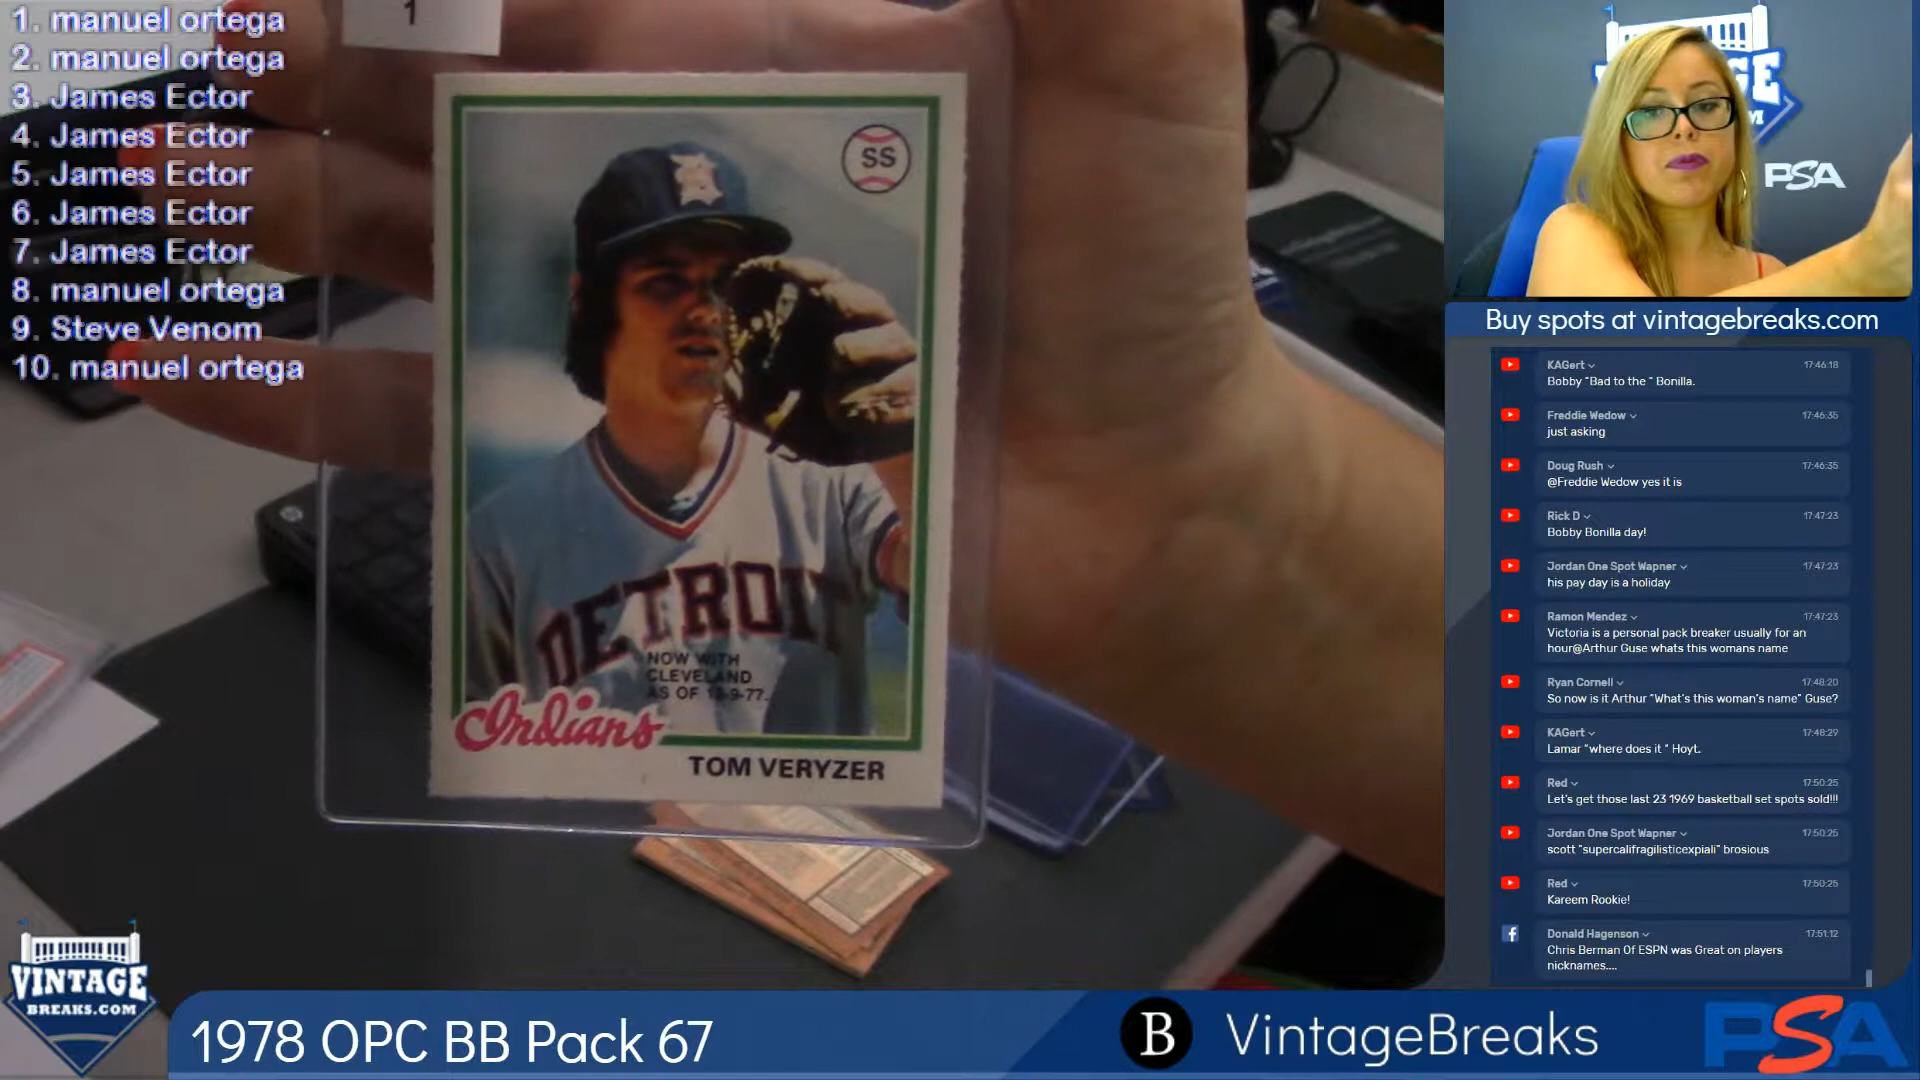 1. manuel ortega
2. manuel ortega
3. James Ector
4. James Ector
5. James Ector
6. James Ector
7. James Ector
8. manuel ortega
9. Steve Venom
10. manuel ortega
1
SS
DETROIT
NOW WITH
CLEVELAND
AS OF 12-9-77.
Indians
TOM VERYZER
VINTAGE
BREAKS.COM
1978 OPC BB Pack 67
B VintageBreaks
PSA
PSA
Buy spots at vintagebreaks.com
KAGert 17:46:18
Bobby "Bad to the " Bonilla.
Freddie Wedow 17:46:35
just asking
Doug Rush 17:46:35
@Freddie Wedow yes it is
Rick D 17:47:23
Bobby Bonilla day!
Jordan One Spot Wapner 17:47:23
his pay day is a holiday
Ramon Mendez 17:47:23
Victoria is a personal pack breaker usually for an
hour@Arthur Guse whats this womans name
Ryan Cornell 17:48:20
So now is it Arthur "What's this woman's name" Guse?
KAGert 17:48:29
Lamar "where does it " Hoyt.
Red 17:50:25
Let's get those last 23 1969 basketball set spots sold!!!
Jordan One Spot Wapner 17:50:25
scott "supercalifragilisticexpiali" brosious
Red 17:50:25
Kareem Rookie!
Donald Hagenson 17:51:12
Chris Berman Of ESPN was Great on players
nicknames....